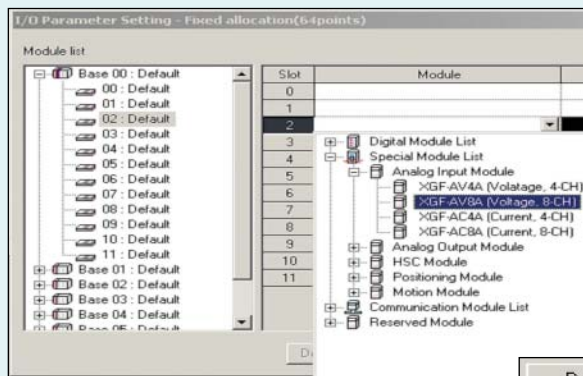 I/O Parameter Setting - Fixed allocation(64points)
Module list
Base 00 : Default
00 : Default
01 : Default
02 : Default
03 : Default
04 : Default
05 : Default
06 : Default
07 : Default
08 : Default
09 : Default
10 : Default
11 : Default
Base 01 : Default
Base 02 : Default
Base 03 : Default
Base 04 : Default
Base 05 : Default
Slot Module
0
1
2
3
4
5
6
7
8
9
10
11
Digital Module List
Special Module List
Analog Input Module
XGF-AV4A (Volatage, 4-CH)
XGF-AV8A (Voltage, 8-CH)
XGF-AC4A (Current, 4-CH)
XGF-AC8A (Current, 8-CH)
Analog Output Module
HSC Module
Positioning Module
Motion Module
Communication Module List
Reserved Module